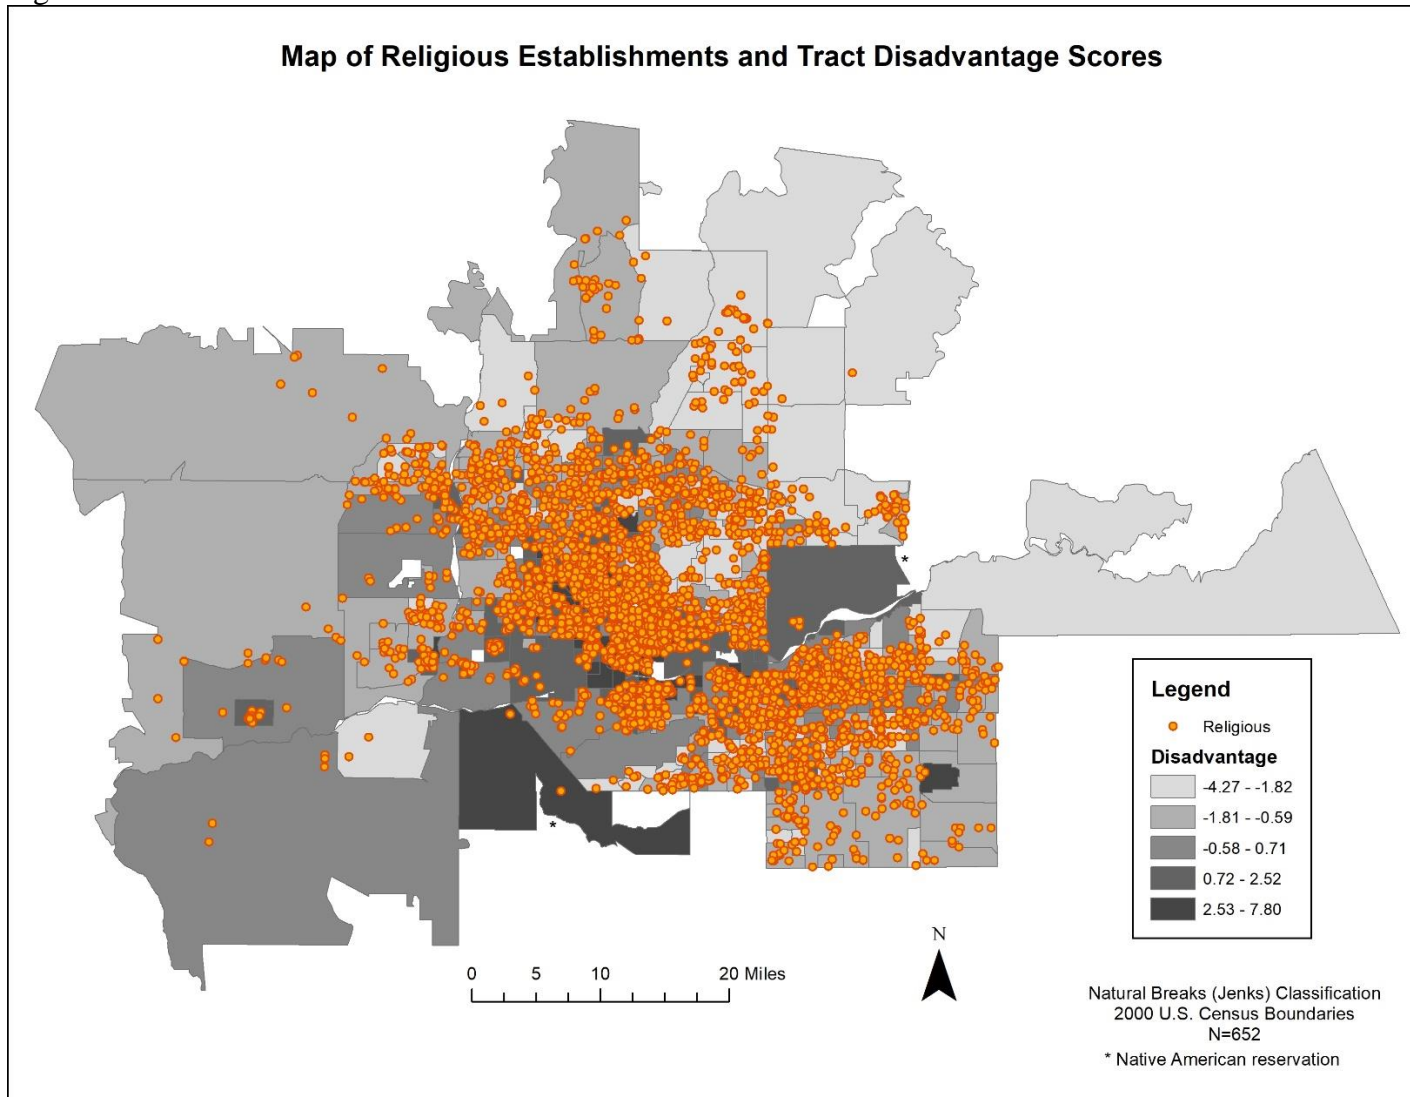 Map of Religious Establishments and Tract Disadvantage Scores
*
*
Legend
Religious
Disadvantage
-4.27 - -1.82
-1.81 - -0.59
-0.58 - 0.71
0.72 - 2.52
2.53 - 7.80
N
0 5 10 20 Miles
Natural Breaks (Jenks) Classification
2000 U.S. Census Boundaries
N=652
* Native American reservation